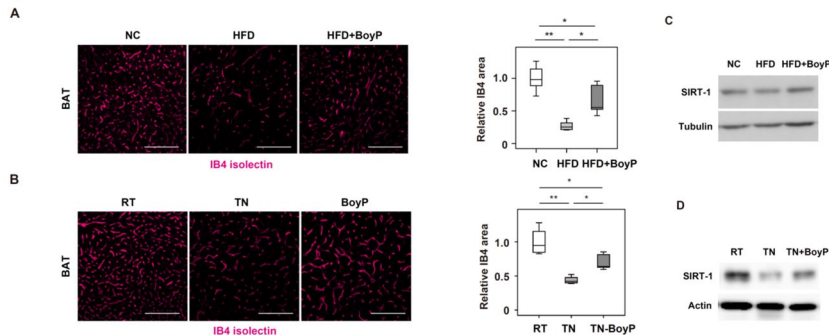 A
NC
HFD
HFD+BoyP
BAT
IB4 isolectin
Relative IB4 area
1.0
0.5
0
**
*
*
NC
HFD
HFD+BoyP
C
NC
HFD
HFD+BoyP
SIRT-1
Tubulin
B
RT
TN
BoyP
BAT
IB4 isolectin
Relative IB4 area
1.0
0.5
0
**
*
*
RT
TN
TN-BoyP
D
RT
TN
TN+BoyP
SIRT-1
Actin